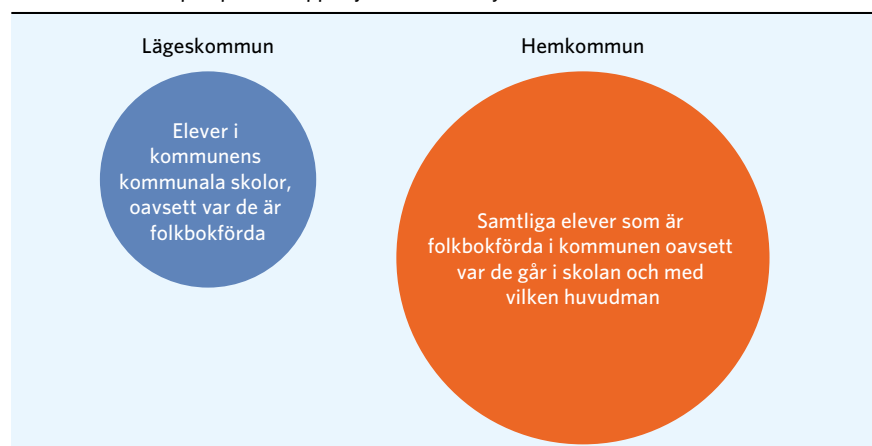 Lägeskommun
Hemkommun
Elever i
kommunens
kommunala skolor,
oavsett var de är
folkbokförda
Samtliga elever som är
folkbokförda i kommunen oavsett
var de går i skolan och med
vilken huvudman